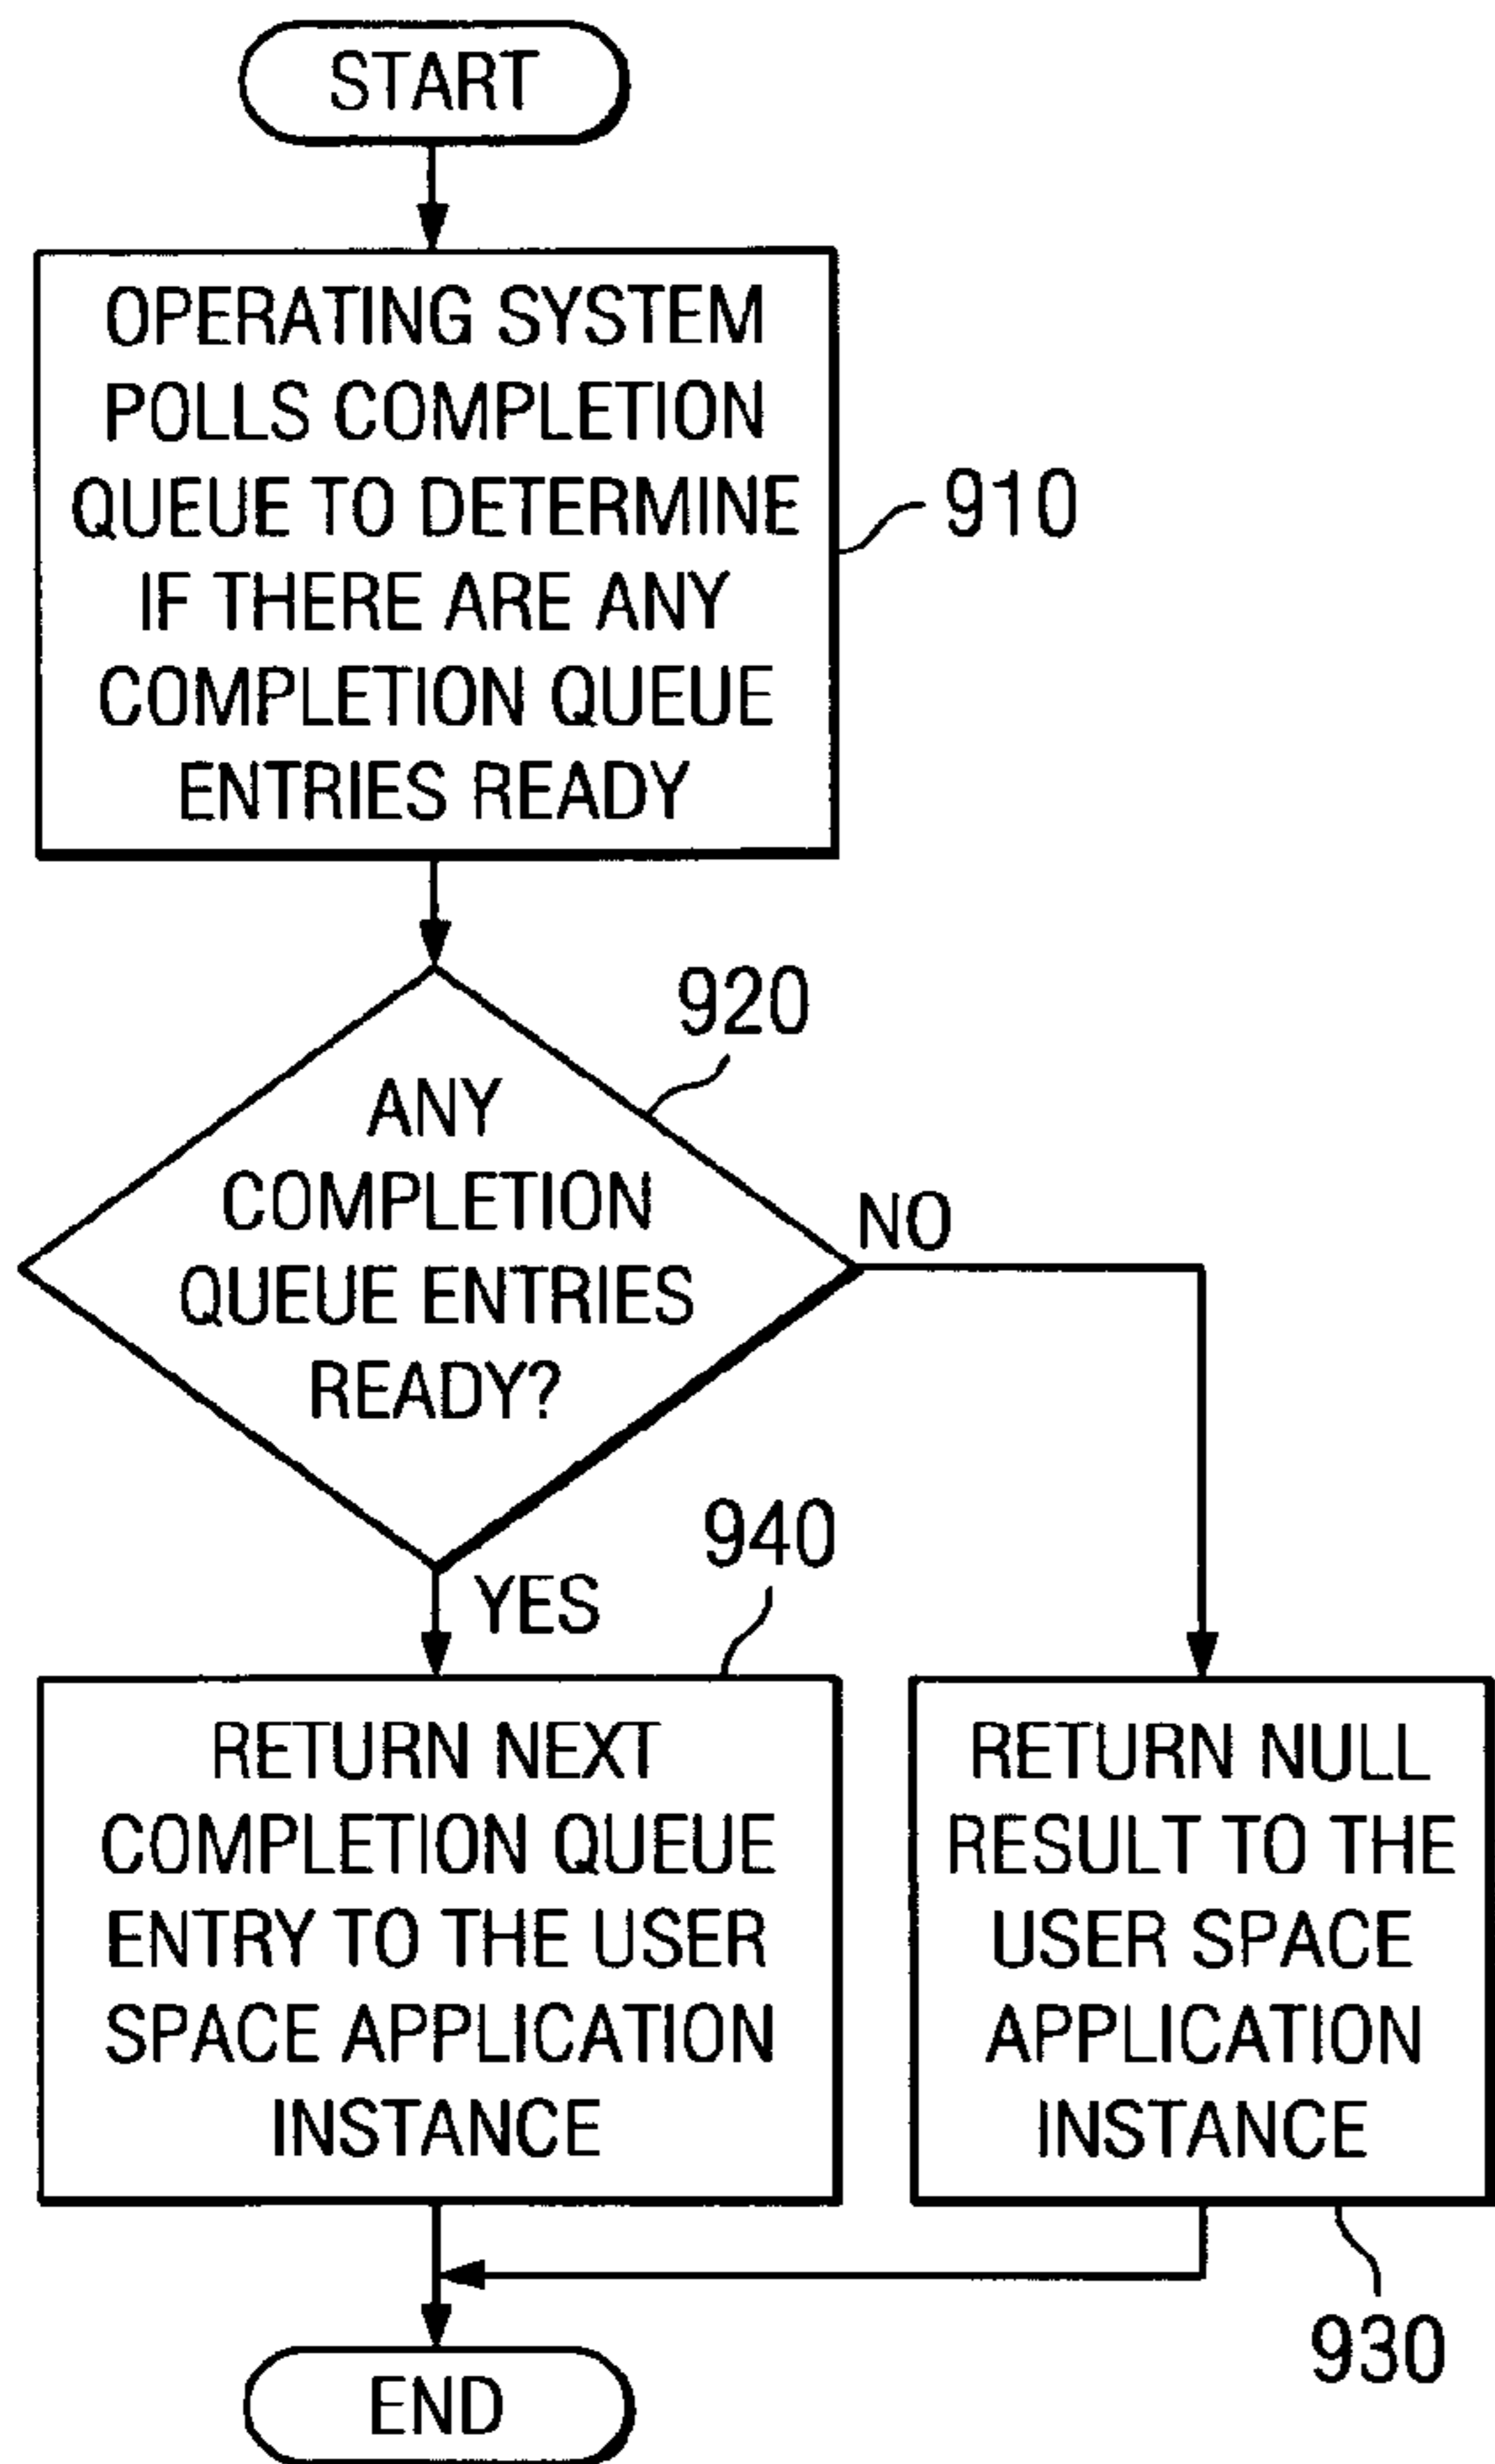 START
OPERATING SYSTEM
POLLS COMPLETION
QUEUE TO DETERMINE
IF THERE ARE ANY
COMPLETION QUEUE
ENTRIES READY
910
920
ANY
COMPLETION
QUEUE ENTRIES
READY?
NO
YES
940
RETURN NEXT
COMPLETION QUEUE
ENTRY TO THE USER
SPACE APPLICATION
INSTANCE
RETURN NULL
RESULT TO THE
USER SPACE
APPLICATION
INSTANCE
930
END